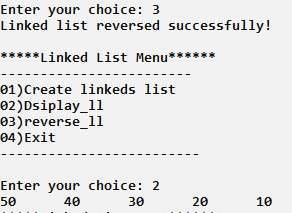 Enter your choice: 3
Linked list reversed successfully!
*****Linked List Menu******
------------------------
01)Create linkeds list
02)Dsiplay_ll
03)reverse_ll
04)Exit
-------------------------
Enter your choice: 2
50 40 30 20 10